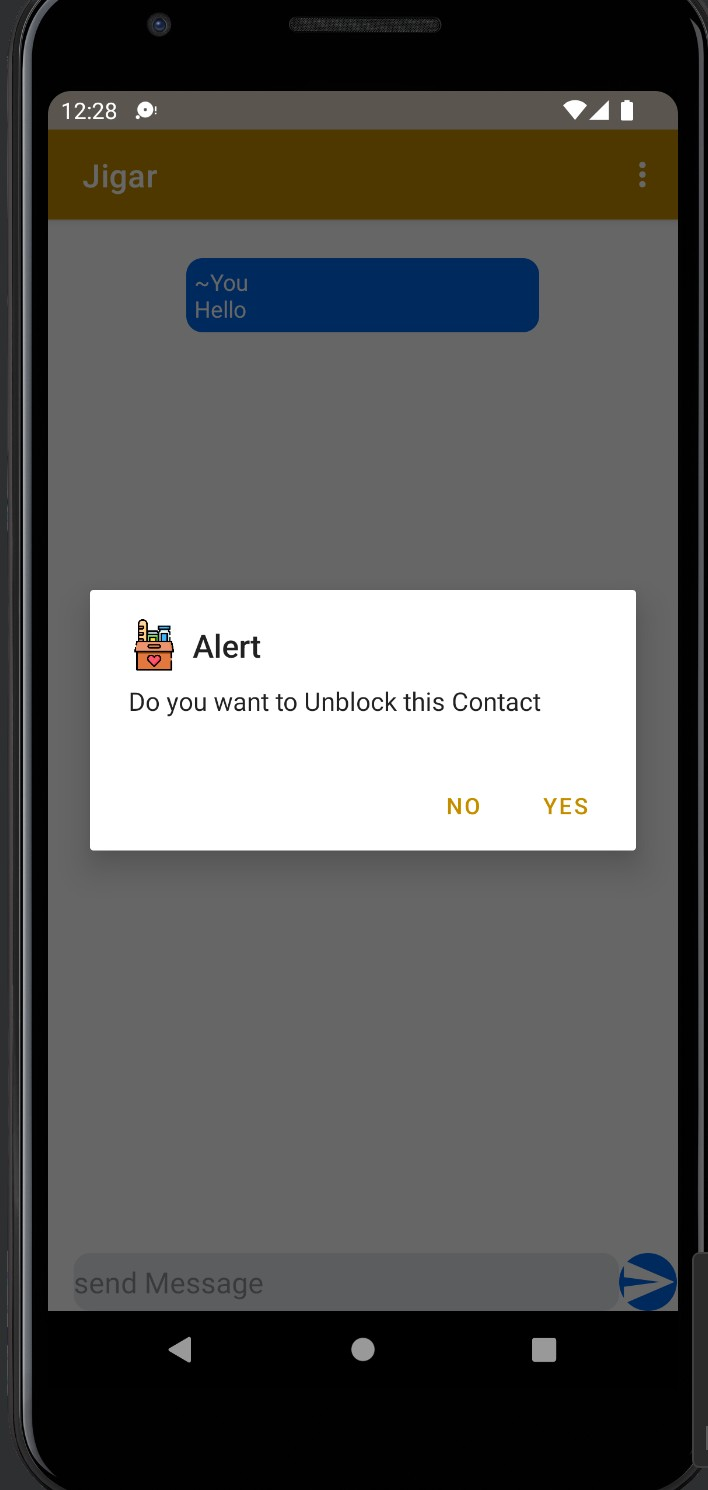 12:28
Jigar
~You
Hello
Alert
Do you want to Unblock this Contact
NO YES
send Message